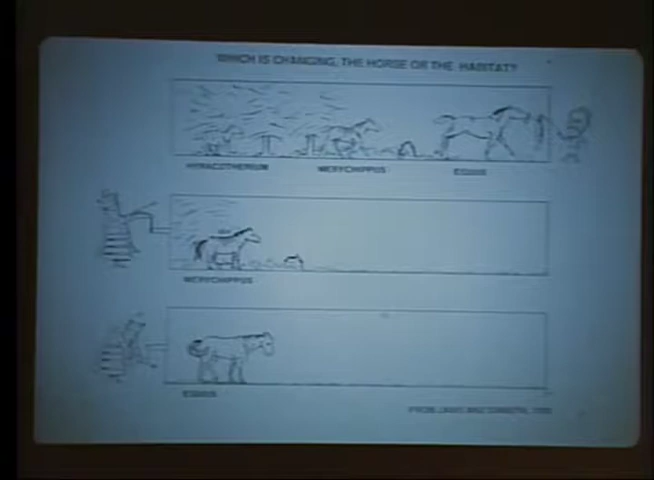 WHICH IS CHANGING, THE HORSE OR THE HABITAT?
HYRACOTHERIUM
MERYCHIPPUS
EQUUS
MERYCHIPPUS
EQUUS